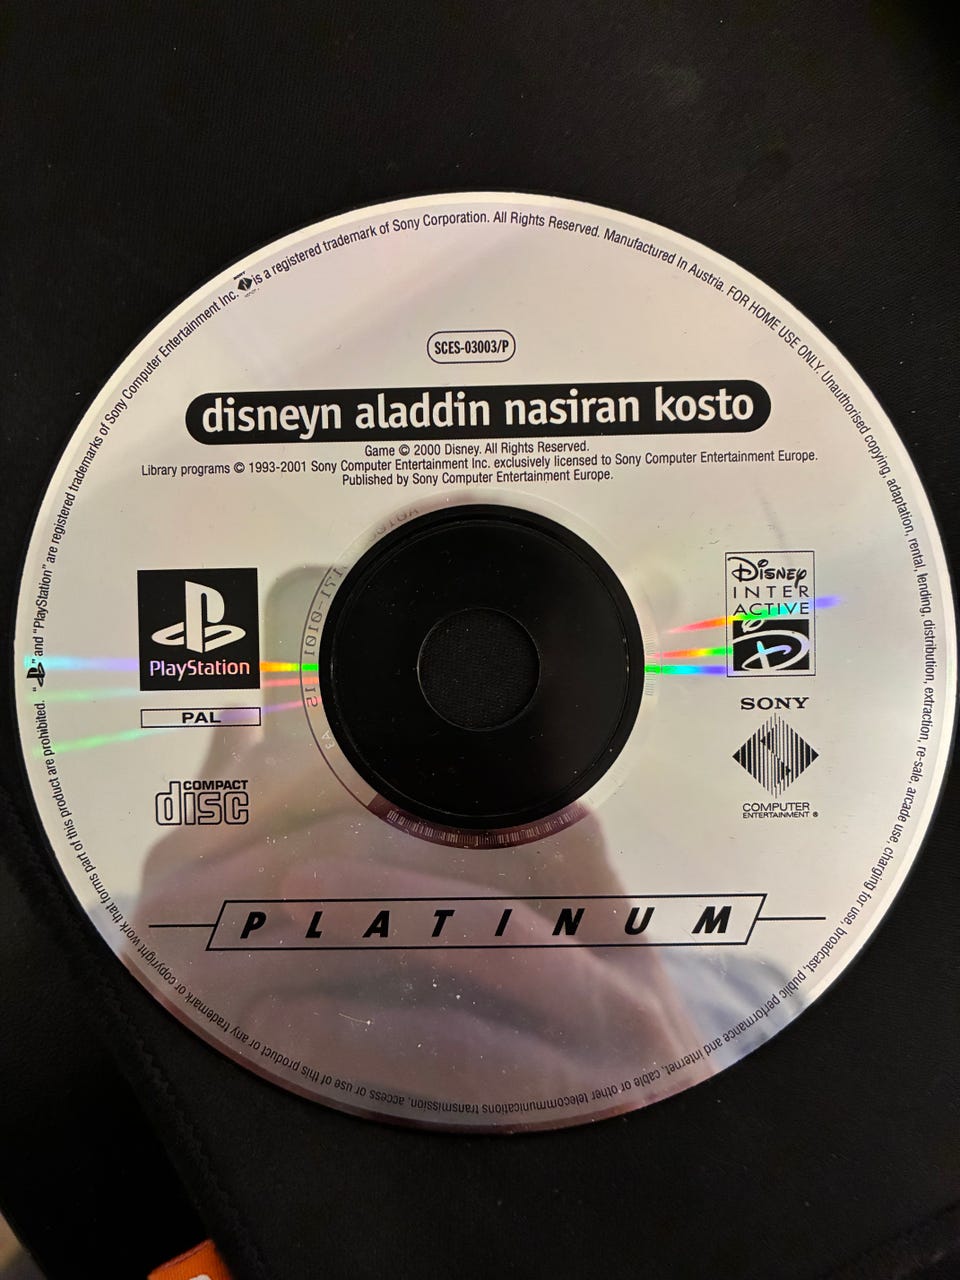 "PS" and "PlayStation" are registered trademarks of Sony Computer Entertainment Inc. is a registered trademark of Sony Corporation. All Rights Reserved. Manufactured In Austria. FOR HOME USE ONLY. Unauthorised copying, adaptation, rental, lending, distribution, extraction, re-sale, arcade use, charging for use, broadcast, public performance and internet, cable or other telecommunications transmission, access or use of this product or any trademark or copyright work that forms part of this product are prohibited.
SCES-03003/P
disneyn aladdin nasiran kosto
Game © 2000 Disney. All Rights Reserved.
Library programs © 1993-2001 Sony Computer Entertainment Inc. exclusively licensed to Sony Computer Entertainment Europe.
Published by Sony Computer Entertainment Europe.
PlayStation
PAL
COMPACT
disc
DISNEY
INTER
ACTIVE
D
SONY
COMPUTER
ENTERTAINMENT ®
PLATINUM